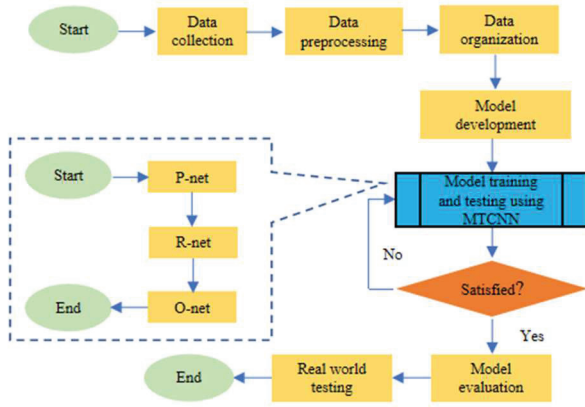 Start
Data
collection
Data
preprocessing
Data
organization
Model
development
Model training
and testing using
MTCNN
Start
P-net
R-net
O-net
End
No
Satisfied?
Yes
Model
evaluation
Real world
testing
End